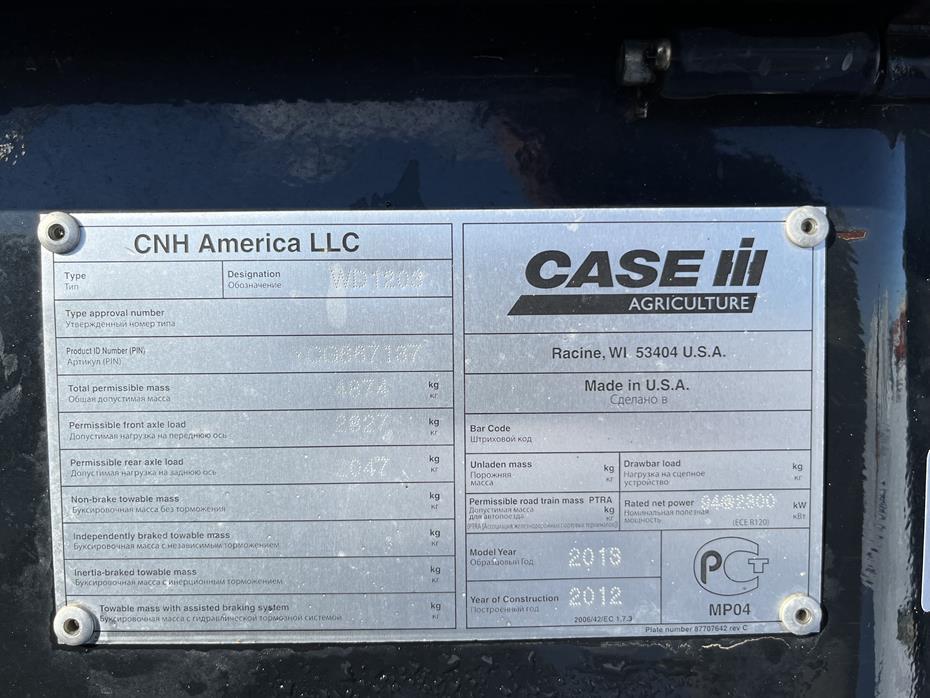 CNH America LLC
Type
Тип
Designation
Обозначение
Type approval number
Утвержденный номер типа
Product ID Number (PIN)
Артикул (PIN)
Total permissible mass kg
Общая допустимая масса кг
Permissible front axle load kg
Допустимая нагрузка на переднюю ось кг
Permissible rear axle load kg
Допустимая нагрузка на заднюю ось кг
Non-brake towable mass kg
Буксировочная масса без торможения кг
Independently braked towable mass kg
Буксировочная масса с независимым торможением кг
Inertia-braked towable mass kg
Буксировочная масса с инерционным торможением кг
Towable mass with assisted braking system kg
Буксировочная масса с гидравлической тормозной системой кг
CASE IH
AGRICULTURE
Racine, WI 53404 U.S.A.
Made in U.S.A.
Сделано в
Bar Code
Штриховой код
Unladen mass kg
Порожняя кг
масса
Drawbar load kg
Нагрузка на сцепное кг
устройство
Permissible road train mass PTRA
Допустимая масса kg
для автопоезда кг
Rated net power 94@2300 kW
Номинальная полезная кВт
мощность (ECE R120)
Model Year 2013
Образцовый Год
Year of Construction 2012
Построенный год
2006/42/EC 1.7.3
PCT
MP04
Plate number 87707642 rev C